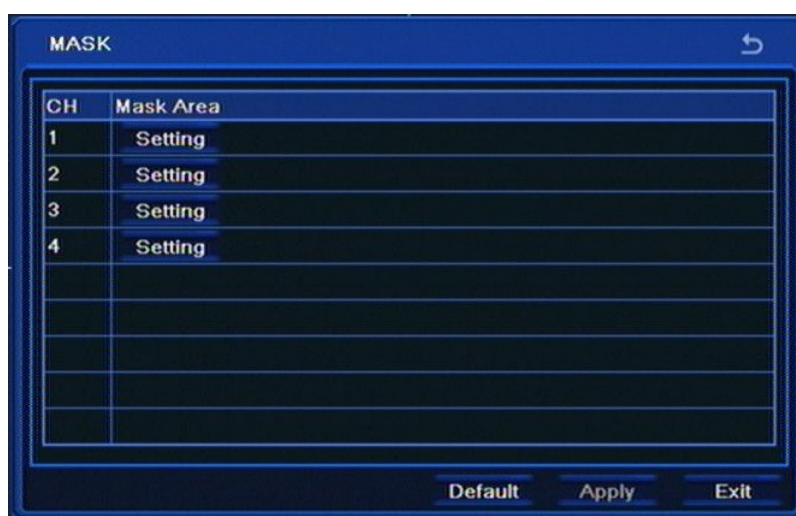 MASK
CH Mask Area
1 Setting
2 Setting
3 Setting
4 Setting
Default Apply Exit